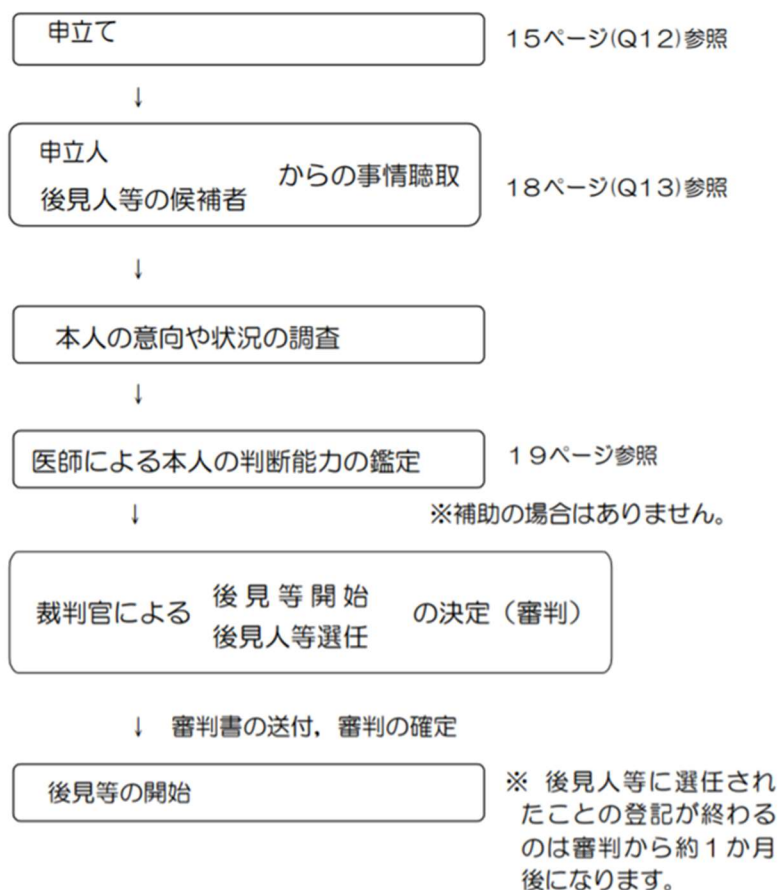 申立て
15ページ(Q12)参照
↓
申立人
後見人等の候補者
からの事情聴取
18ページ(Q13)参照
↓
本人の意向や状況の調査
↓
医師による本人の判断能力の鑑定
19ページ参照
↓
※補助の場合はありません。
裁判官による
後見等開始
後見人等選任
の決定（審判）
↓ 審判書の送付，審判の確定
後見等の開始
※ 後見人等に選任され
たことの登記が終わる
のは審判から約1か月
後になります。